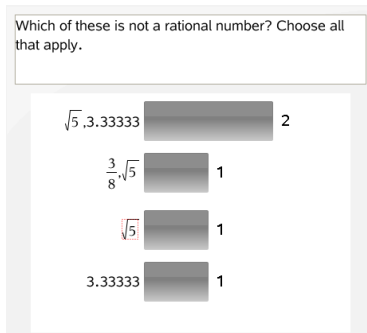 Which of these is not a rational number? Choose all
that apply.
√5,3.33333 2
3/8,√5 1
√5 1
3.33333 1